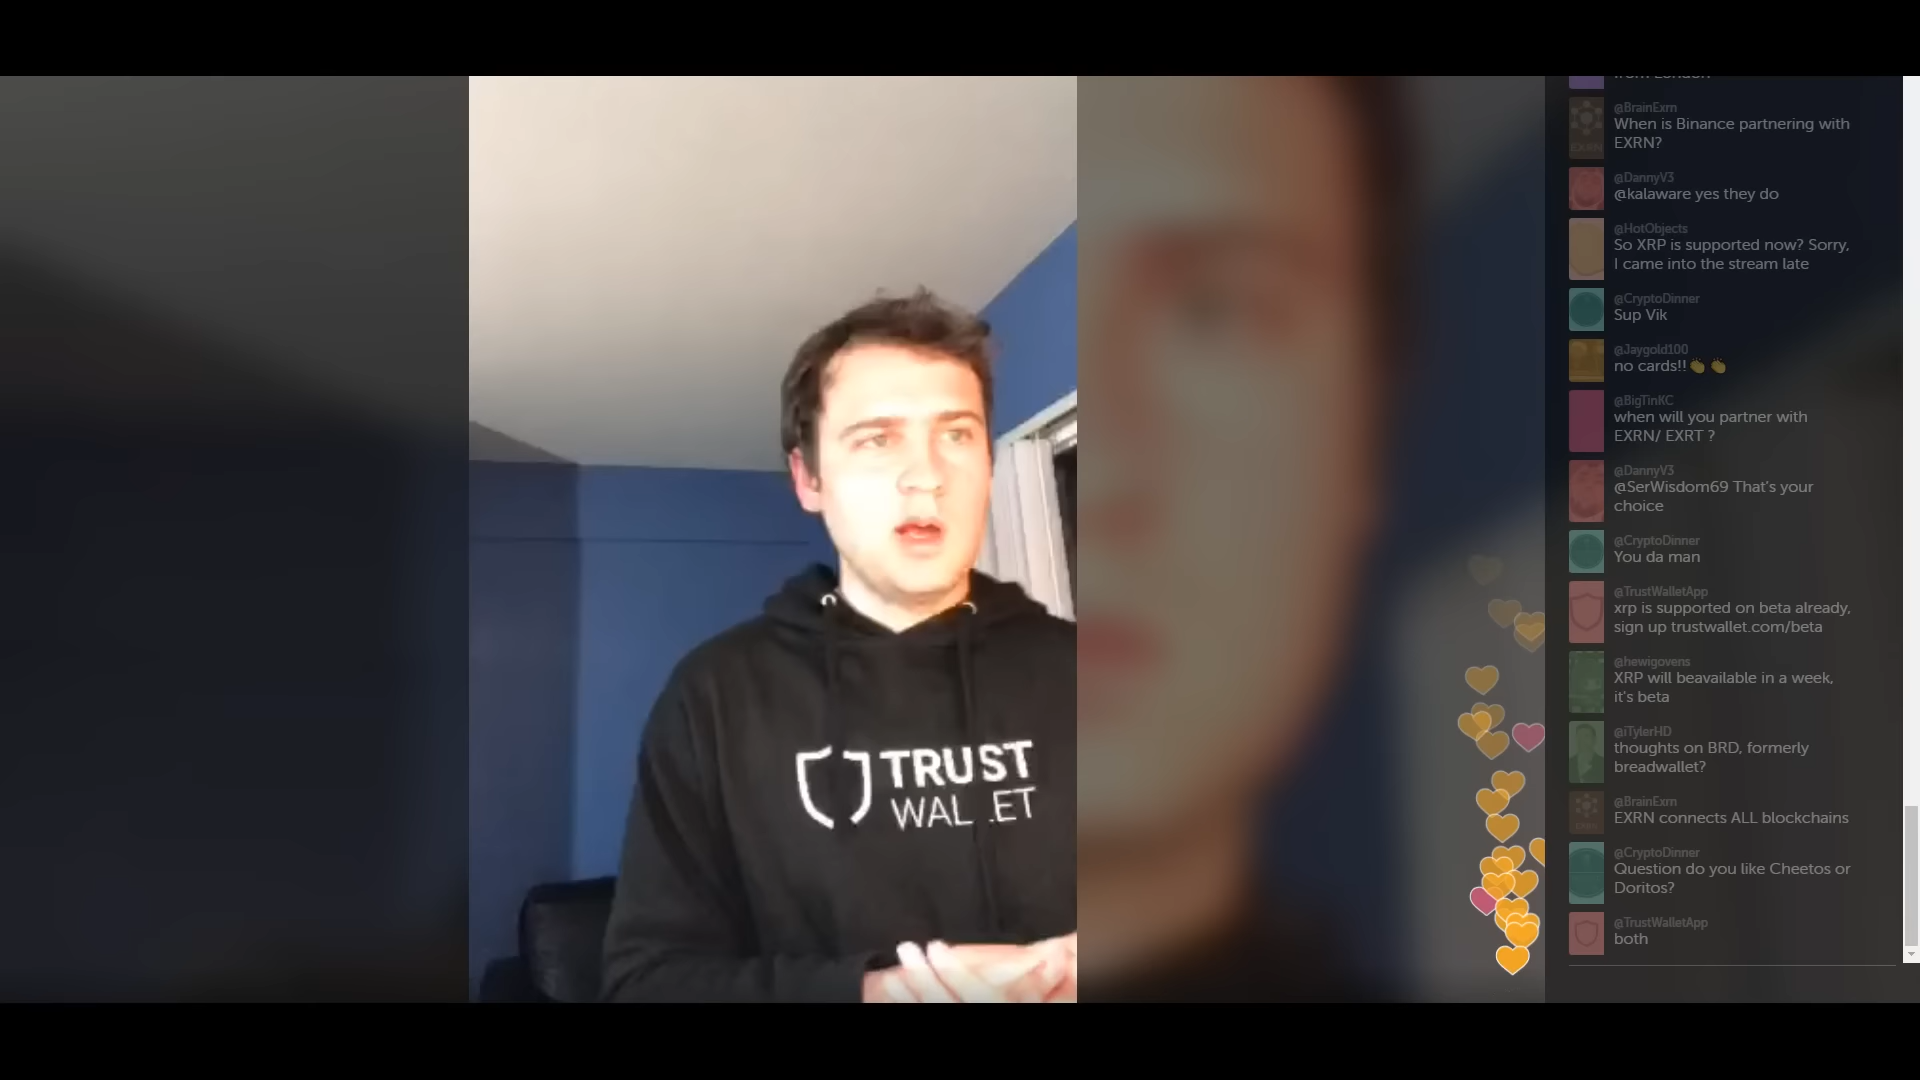 TRUST
WAL ET
@BrainExrn
When is Binance partnering with
EXRN?
@DannyV3
@kalaware yes they do
@HotObjects
So XRP is supported now? Sorry,
I came into the stream late
@CryptoDinner
Sup Vik
@Jaygold100
no cards!!👏 👏
@BigTinKC
when will you partner with
EXRN/ EXRT ?
@DannyV3
@SerWisdom69 That's your
choice
@CryptoDinner
You da man
@TrustWalletApp
xrp is supported on beta already,
sign up trustwallet.com/beta
@hewigovens
XRP will beavailable in a week,
it's beta
@iTylerHD
thoughts on BRD, formerly
breadwallet?
@BrainExrn
EXRN connects ALL blockchains
@CryptoDinner
Question do you like Cheetos or
Doritos?
@TrustWalletApp
both